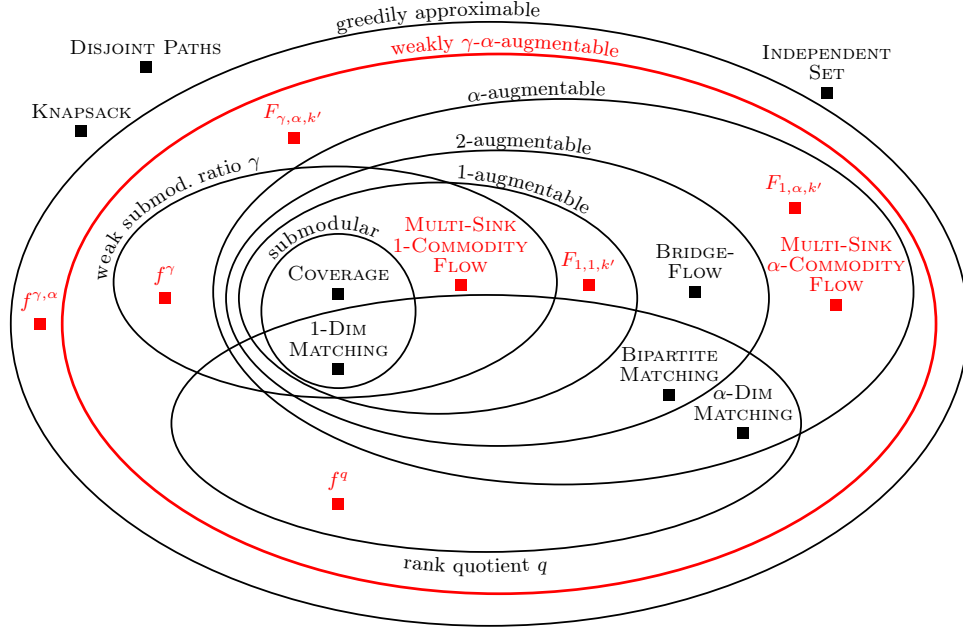 greedily approximable
weakly γ-α-augmentable
DISJOINT PATHS
INDEPENDENT
SET
KNAPSACK
α-augmentable
F_{γ,α,k'}
2-augmentable
weak submod. ratio γ
1-augmentable
F_{1,α,k'}
submodular
MULTI-SINK
1-COMMODITY
FLOW
BRIDGE-
FLOW
MULTI-SINK
α-COMMODITY
FLOW
F_{1,1,k'}
COVERAGE
f^γ
f^{γ,α}
1-DIM
MATCHING
BIPARTITE
MATCHING
α-DIM
MATCHING
f^q
rank quotient q